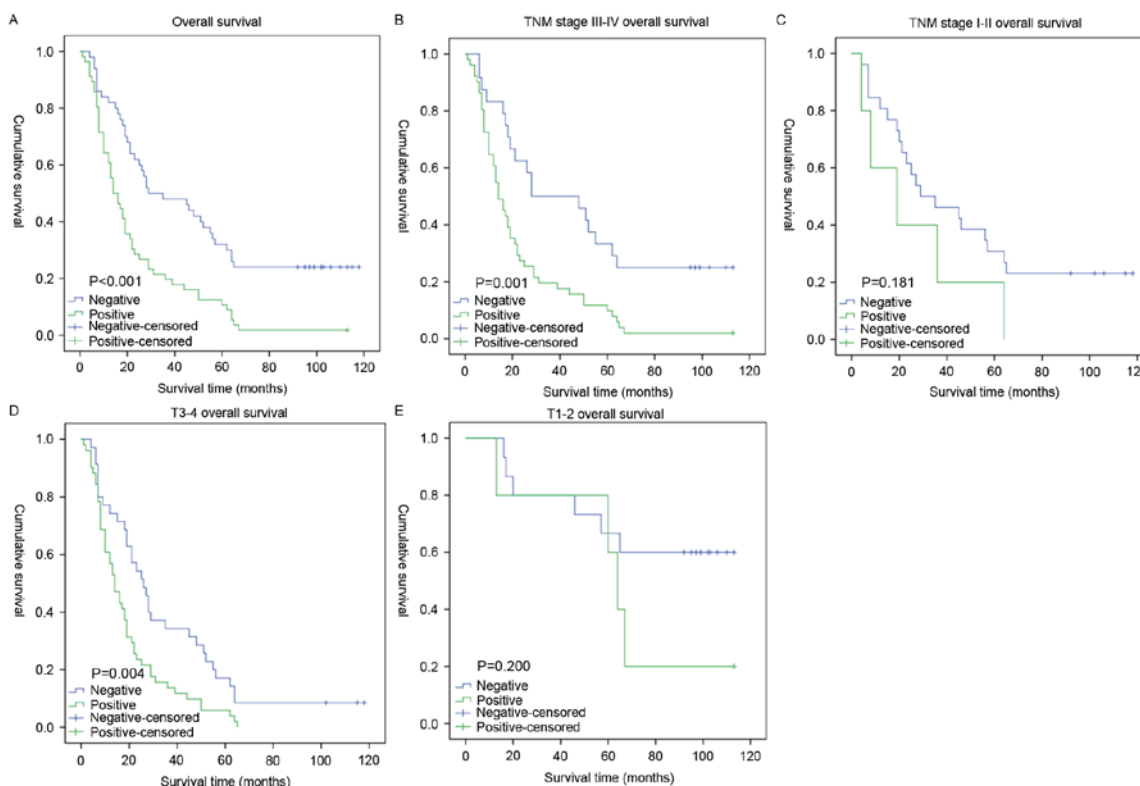 A
Overall survival
1.0
0.8
0.6
0.4
0.2
0.0
Cumulative survival
P<0.001
Negative
Positive
Negative-censored
Positive-censored
0 20 40 60 80 100 120
Survival time (months)
B
TNM stage III-IV overall survival
1.0
0.8
0.6
0.4
0.2
0.0
Cumulative survival
P=0.001
Negative
Positive
Negative-censored
Positive-censored
0 20 40 60 80 100 120
Survival time (months)
C
TNM stage I-II overall survival
1.0
0.8
0.6
0.4
0.2
0.0
Cumulative survival
P=0.181
Negative
Positive
Negative-censored
Positive-censored
0 20 40 60 80 100 120
Survival time (months)
D
T3-4 overall survival
1.0
0.8
0.6
0.4
0.2
0.0
Cumulative survival
P=0.004
Negative
Positive
Negative-censored
Positive-censored
0 20 40 60 80 100 120
Survival time (months)
E
T1-2 overall survival
1.0
0.8
0.6
0.4
0.2
0.0
Cumulative survival
P=0.200
Negative
Positive
Negative-censored
Positive-censored
0 20 40 60 80 100 120
Survival time (months)